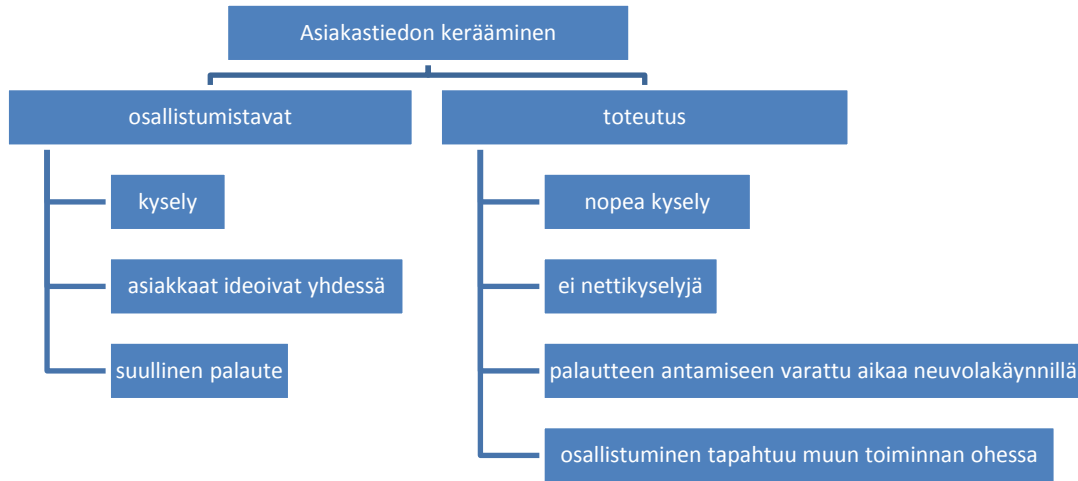 Asiakastiedon kerääminen
osallistumistavat
kysely
asiakkaat ideoivat yhdessä
suullinen palaute
toteutus
nopea kysely
ei nettikyselyjä
palautteen antamiseen varattu aikaa neuvolakäynnillä
osallistuminen tapahtuu muun toiminnan ohessa